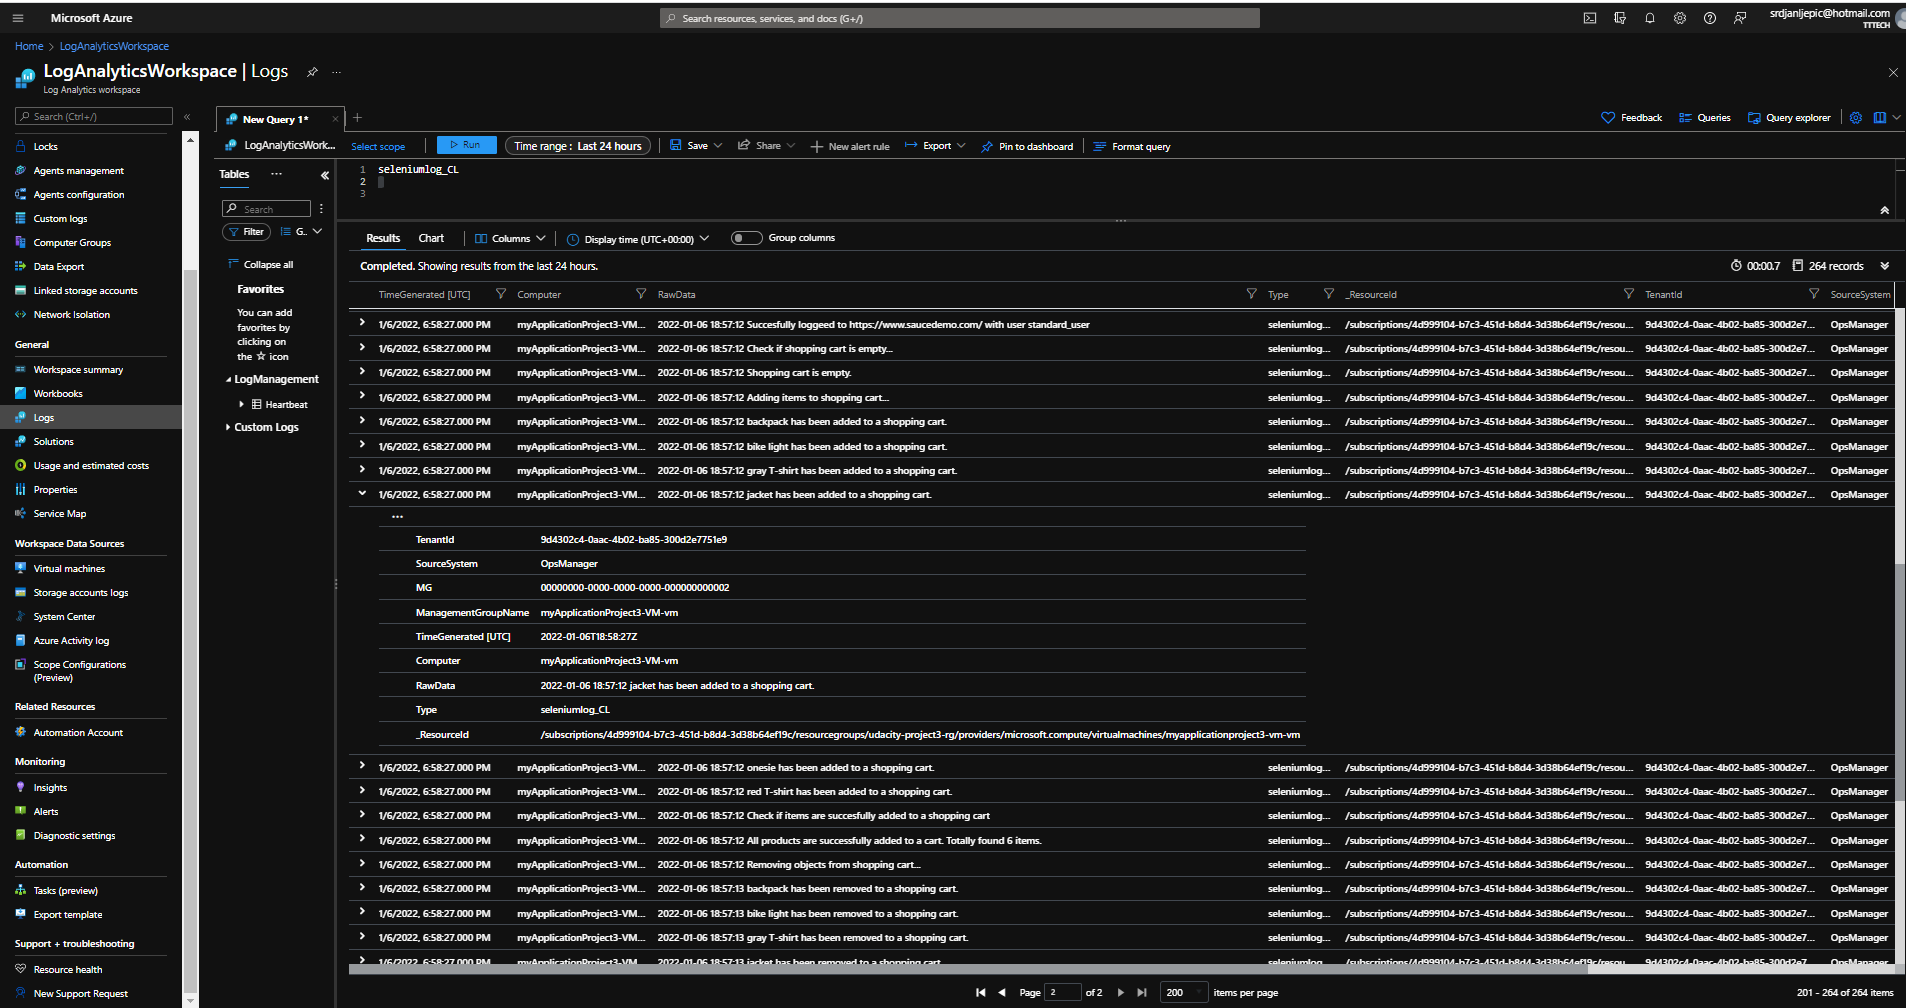 Microsoft Azure
Search resources, services, and docs (G+/)
srdjanljepic@hotmail.com
TTTECH
Home > LogAnalyticsWorkspace
LogAnalyticsWorkspace | Logs
Log Analytics workspace
Search (Ctrl+/)
Locks
Agents management
Agents configuration
Custom logs
Computer Groups
Data Export
Linked storage accounts
Network Isolation
General
Workspace summary
Workbooks
Logs
Solutions
Usage and estimated costs
Properties
Service Map
Workspace Data Sources
Virtual machines
Storage accounts logs
System Center
Azure Activity log
Scope Configurations
(Preview)
Related Resources
Automation Account
Monitoring
Insights
Alerts
Diagnostic settings
Automation
Tasks (preview)
Export template
Support + troubleshooting
Resource health
New Support Request
New Query 1*
Feedback Queries Query explorer
LogAnalyticsWork... Select scope Run Time range : Last 24 hours Save Share New alert rule Export Pin to dashboard Format query
Tables
Search
Filter G..
Collapse all
Favorites
You can add
favorites by
clicking on
the ☆ icon
LogManagement
Heartbeat
Custom Logs
1 seleniumlog_CL
2
3
Results Chart Columns Display time (UTC+00:00) Group columns
Completed. Showing results from the last 24 hours. 00:00.7 264 records
TimeGenerated [UTC] Computer RawData Type _ResourceId TenantId SourceSystem
1/6/2022, 6:58:27.000 PM myApplicationProject3-VM... 2022-01-06 18:57:12 Succesfully loggeed to https://www.saucedemo.com/ with user standard_user seleniumlog... /subscriptions/4d999104-b7c3-451d-b8d4-3d38b64ef19c/resou... 9d4302c4-0aac-4b02-ba85-300d2e7... OpsManager
1/6/2022, 6:58:27.000 PM myApplicationProject3-VM... 2022-01-06 18:57:12 Check if shopping cart is empty... seleniumlog... /subscriptions/4d999104-b7c3-451d-b8d4-3d38b64ef19c/resou... 9d4302c4-0aac-4b02-ba85-300d2e7... OpsManager
1/6/2022, 6:58:27.000 PM myApplicationProject3-VM... 2022-01-06 18:57:12 Shopping cart is empty. seleniumlog... /subscriptions/4d999104-b7c3-451d-b8d4-3d38b64ef19c/resou... 9d4302c4-0aac-4b02-ba85-300d2e7... OpsManager
1/6/2022, 6:58:27.000 PM myApplicationProject3-VM... 2022-01-06 18:57:12 Adding items to shopping cart... seleniumlog... /subscriptions/4d999104-b7c3-451d-b8d4-3d38b64ef19c/resou... 9d4302c4-0aac-4b02-ba85-300d2e7... OpsManager
1/6/2022, 6:58:27.000 PM myApplicationProject3-VM... 2022-01-06 18:57:12 backpack has been added to a shopping cart. seleniumlog... /subscriptions/4d999104-b7c3-451d-b8d4-3d38b64ef19c/resou... 9d4302c4-0aac-4b02-ba85-300d2e7... OpsManager
1/6/2022, 6:58:27.000 PM myApplicationProject3-VM... 2022-01-06 18:57:12 bike light has been added to a shopping cart. seleniumlog... /subscriptions/4d999104-b7c3-451d-b8d4-3d38b64ef19c/resou... 9d4302c4-0aac-4b02-ba85-300d2e7... OpsManager
1/6/2022, 6:58:27.000 PM myApplicationProject3-VM... 2022-01-06 18:57:12 gray T-shirt has been added to a shopping cart. seleniumlog... /subscriptions/4d999104-b7c3-451d-b8d4-3d38b64ef19c/resou... 9d4302c4-0aac-4b02-ba85-300d2e7... OpsManager
1/6/2022, 6:58:27.000 PM myApplicationProject3-VM... 2022-01-06 18:57:12 jacket has been added to a shopping cart. seleniumlog... /subscriptions/4d999104-b7c3-451d-b8d4-3d38b64ef19c/resou... 9d4302c4-0aac-4b02-ba85-300d2e7... OpsManager
...
TenantId 9d4302c4-0aac-4b02-ba85-300d2e7751e9
SourceSystem OpsManager
MG 00000000-0000-0000-0000-000000000002
ManagementGroupName myApplicationProject3-VM-vm
TimeGenerated [UTC] 2022-01-06T18:58:27Z
Computer myApplicationProject3-VM-vm
RawData 2022-01-06 18:57:12 jacket has been added to a shopping cart.
Type seleniumlog_CL
_ResourceId /subscriptions/4d999104-b7c3-451d-b8d4-3d38b64ef19c/resourcegroups/udacity-project3-rg/providers/microsoft.compute/virtualmachines/myapplicationproject3-vm-vm
1/6/2022, 6:58:27.000 PM myApplicationProject3-VM... 2022-01-06 18:57:12 onesie has been added to a shopping cart. seleniumlog... /subscriptions/4d999104-b7c3-451d-b8d4-3d38b64ef19c/resou... 9d4302c4-0aac-4b02-ba85-300d2e7... OpsManager
1/6/2022, 6:58:27.000 PM myApplicationProject3-VM... 2022-01-06 18:57:12 red T-shirt has been added to a shopping cart. seleniumlog... /subscriptions/4d999104-b7c3-451d-b8d4-3d38b64ef19c/resou... 9d4302c4-0aac-4b02-ba85-300d2e7... OpsManager
1/6/2022, 6:58:27.000 PM myApplicationProject3-VM... 2022-01-06 18:57:12 Check if items are succesfully added to a shopping cart seleniumlog... /subscriptions/4d999104-b7c3-451d-b8d4-3d38b64ef19c/resou... 9d4302c4-0aac-4b02-ba85-300d2e7... OpsManager
1/6/2022, 6:58:27.000 PM myApplicationProject3-VM... 2022-01-06 18:57:12 All products are successfully added to a cart. Totally found 6 items. seleniumlog... /subscriptions/4d999104-b7c3-451d-b8d4-3d38b64ef19c/resou... 9d4302c4-0aac-4b02-ba85-300d2e7... OpsManager
1/6/2022, 6:58:27.000 PM myApplicationProject3-VM... 2022-01-06 18:57:12 Removing objects from shopping cart... seleniumlog... /subscriptions/4d999104-b7c3-451d-b8d4-3d38b64ef19c/resou... 9d4302c4-0aac-4b02-ba85-300d2e7... OpsManager
1/6/2022, 6:58:27.000 PM myApplicationProject3-VM... 2022-01-06 18:57:13 backpack has been removed to a shopping cart. seleniumlog... /subscriptions/4d999104-b7c3-451d-b8d4-3d38b64ef19c/resou... 9d4302c4-0aac-4b02-ba85-300d2e7... OpsManager
1/6/2022, 6:58:27.000 PM myApplicationProject3-VM... 2022-01-06 18:57:13 bike light has been removed to a shopping cart. seleniumlog... /subscriptions/4d999104-b7c3-451d-b8d4-3d38b64ef19c/resou... 9d4302c4-0aac-4b02-ba85-300d2e7... OpsManager
1/6/2022, 6:58:27.000 PM myApplicationProject3-VM... 2022-01-06 18:57:13 gray T-shirt has been removed to a shopping cart. seleniumlog... /subscriptions/4d999104-b7c3-451d-b8d4-3d38b64ef19c/resou... 9d4302c4-0aac-4b02-ba85-300d2e7... OpsManager
1/6/2022, 6:58:27.000 PM myApplicationProject3-VM... 2022-01-06 18:57:13 jacket has been removed to a shopping cart. seleniumlog... /subscriptions/4d999104-b7c3-451d-b8d4-3d38b64ef19c/resou... 9d4302c4-0aac-4b02-ba85-300d2e7... OpsManager
Page 2 of 2 200 items per page 201 - 264 of 264 items